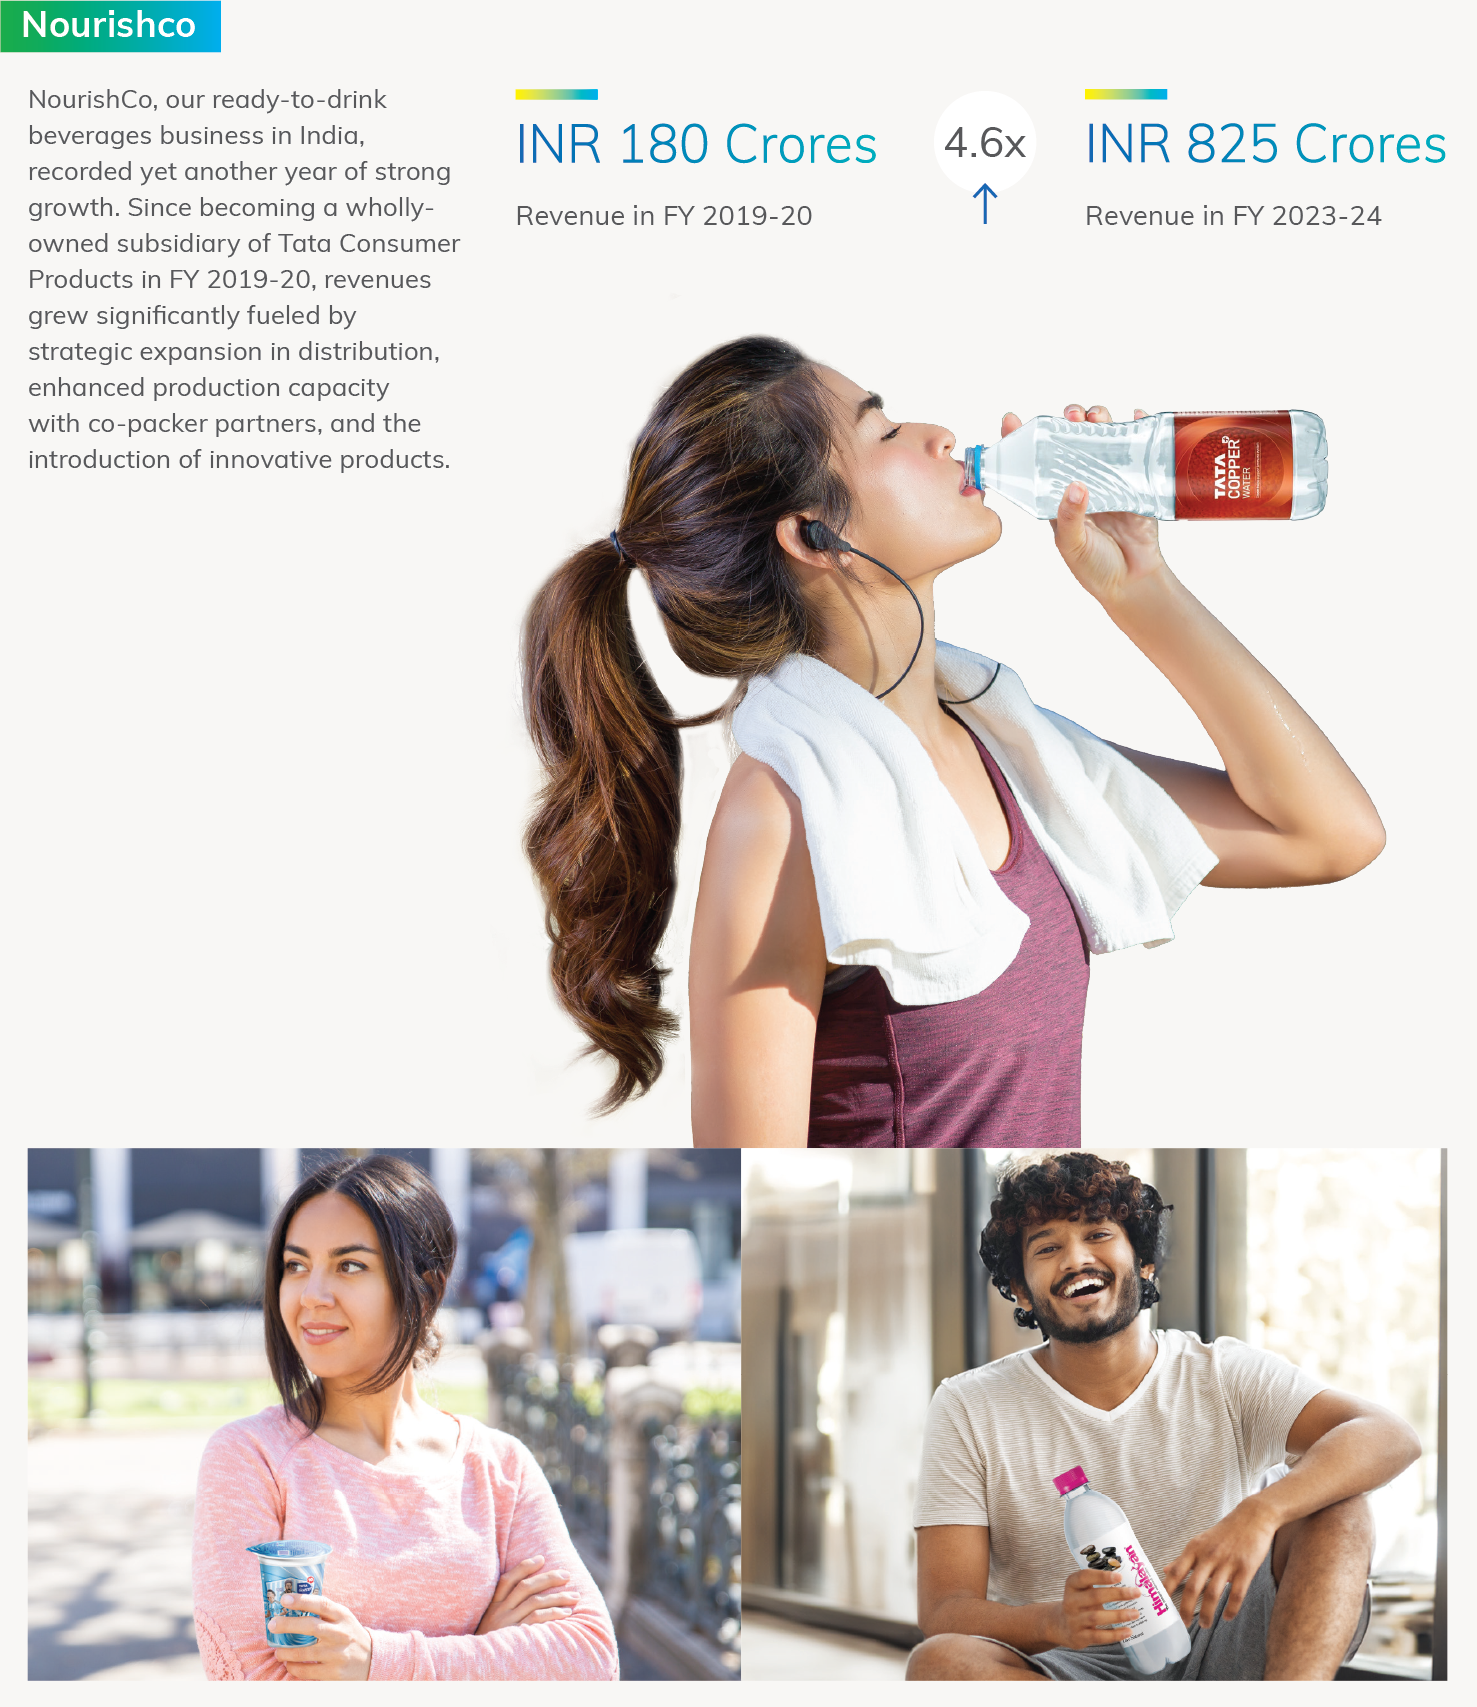 Nourishco
NourishCo, our ready-to-drink
beverages business in India,
recorded yet another year of strong
growth. Since becoming a wholly-
owned subsidiary of Tata Consumer
Products in FY 2019-20, revenues
grew significantly fueled by
strategic expansion in distribution,
enhanced production capacity
with co-packer partners, and the
introduction of innovative products.
INR 180 Crores
Revenue in FY 2019-20
4.6x
INR 825 Crores
Revenue in FY 2023-24
TATA
COPPER
WATER
Himalayan